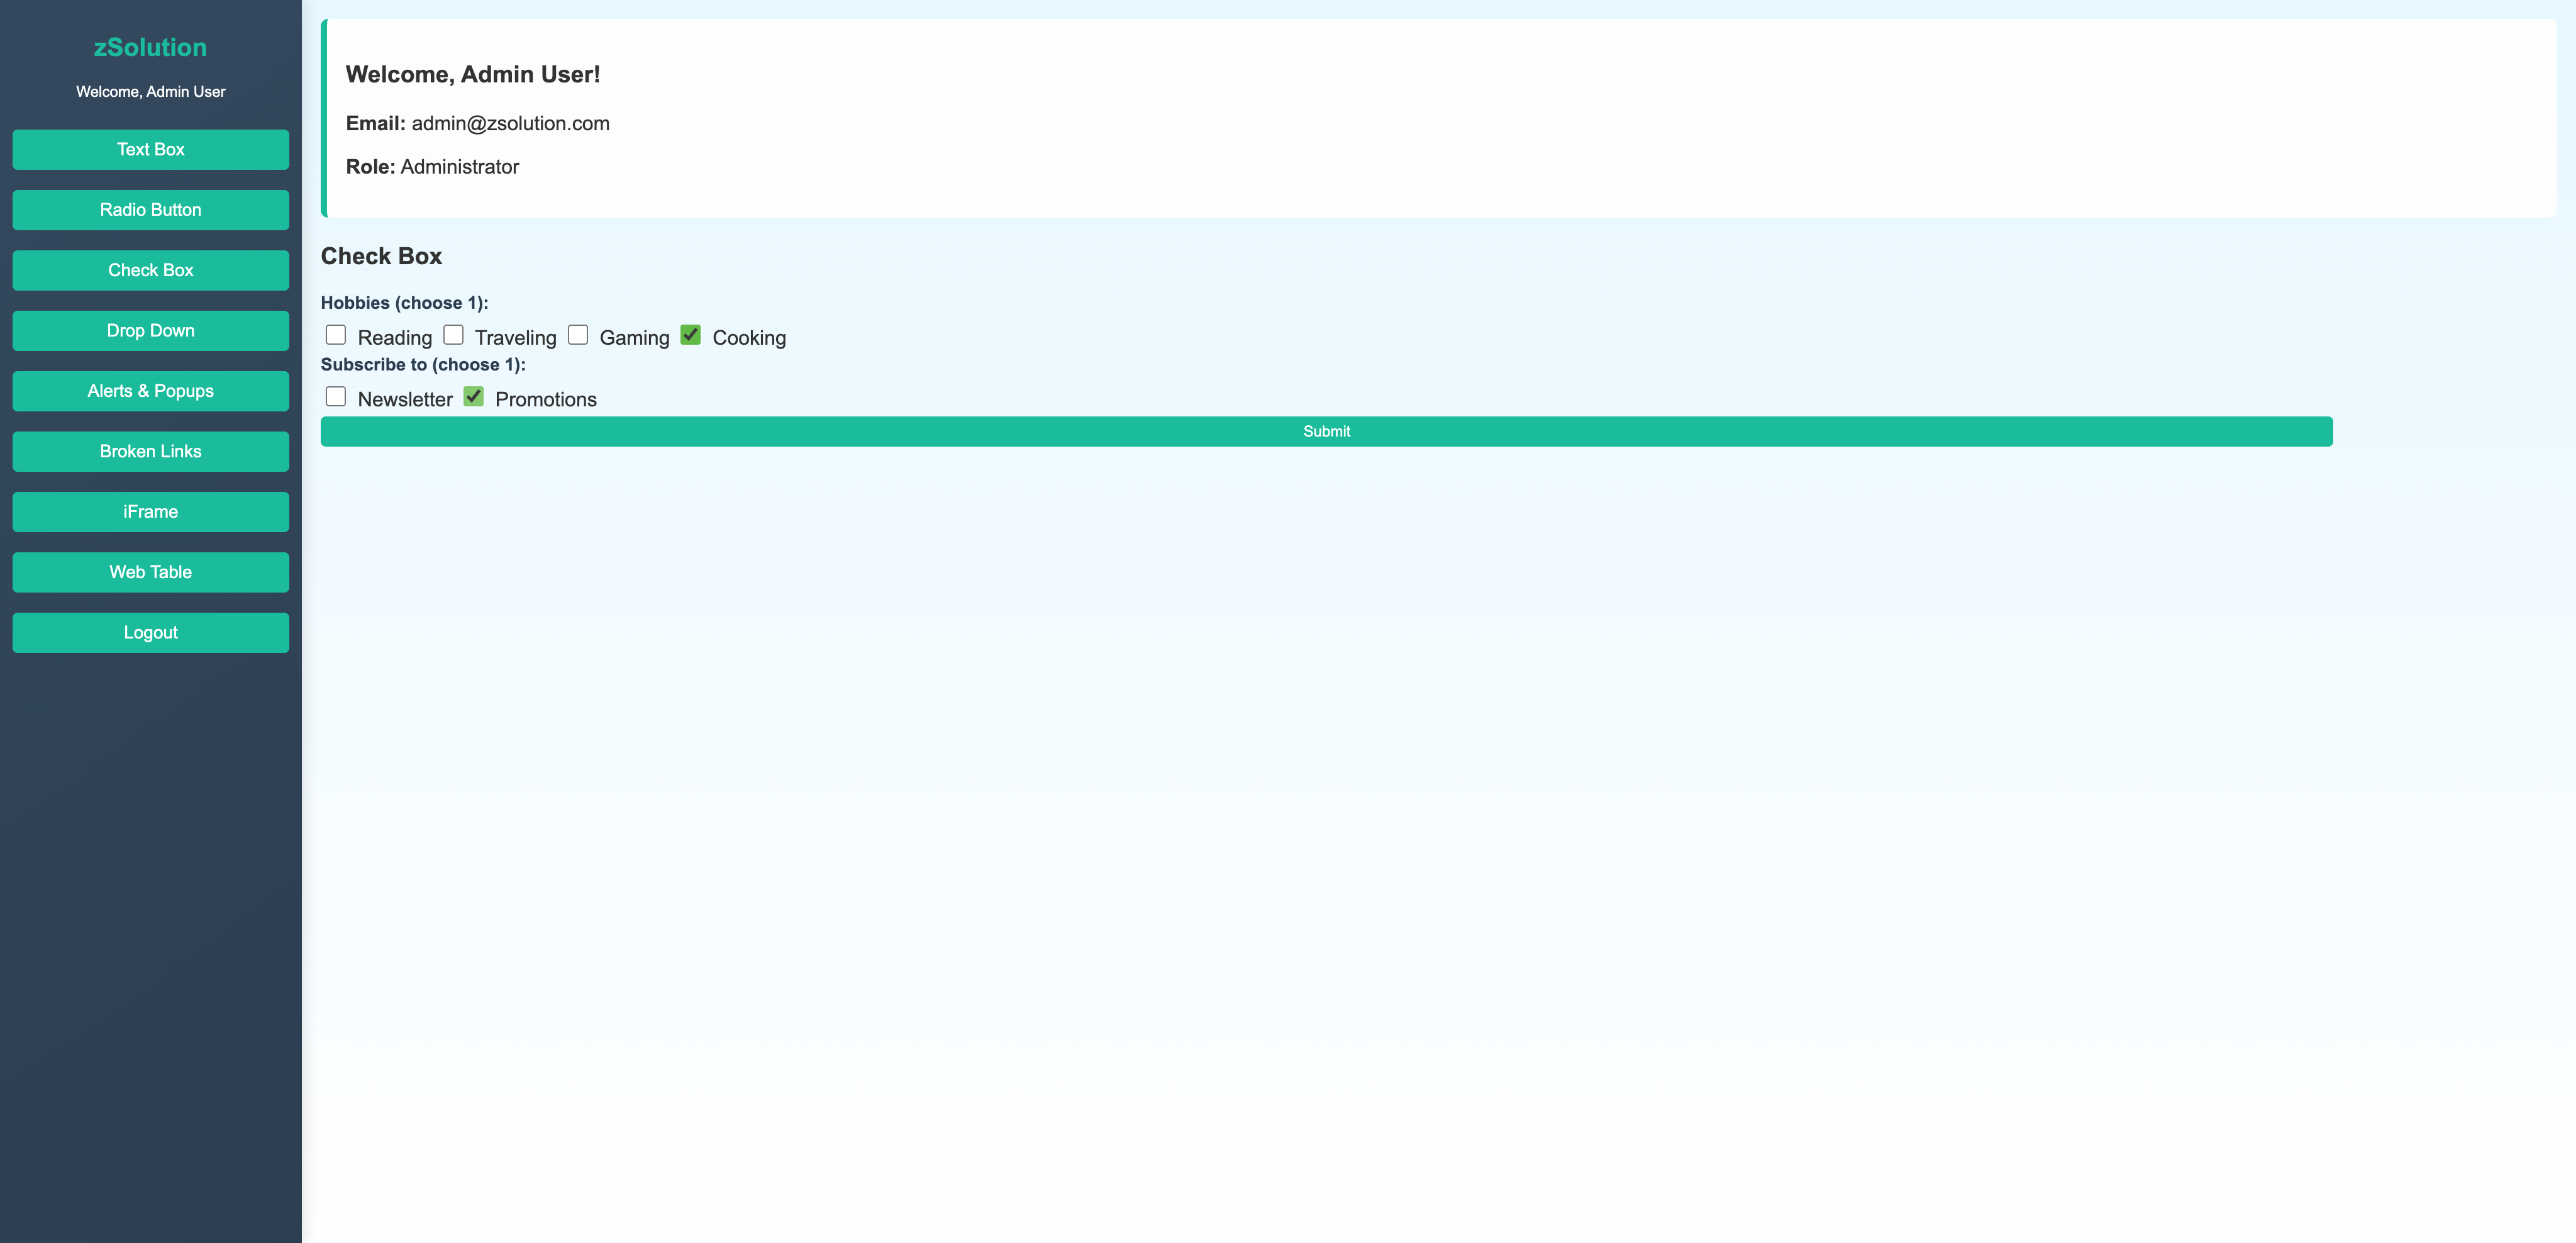 zSolution
Welcome, Admin User
Text Box
Radio Button
Check Box
Drop Down
Alerts & Popups
Broken Links
iFrame
Web Table
Logout
Welcome, Admin User!
Email: admin@zsolution.com
Role: Administrator
Check Box
Hobbies (choose 1):
Reading Traveling Gaming Cooking
Subscribe to (choose 1):
Newsletter Promotions
Submit